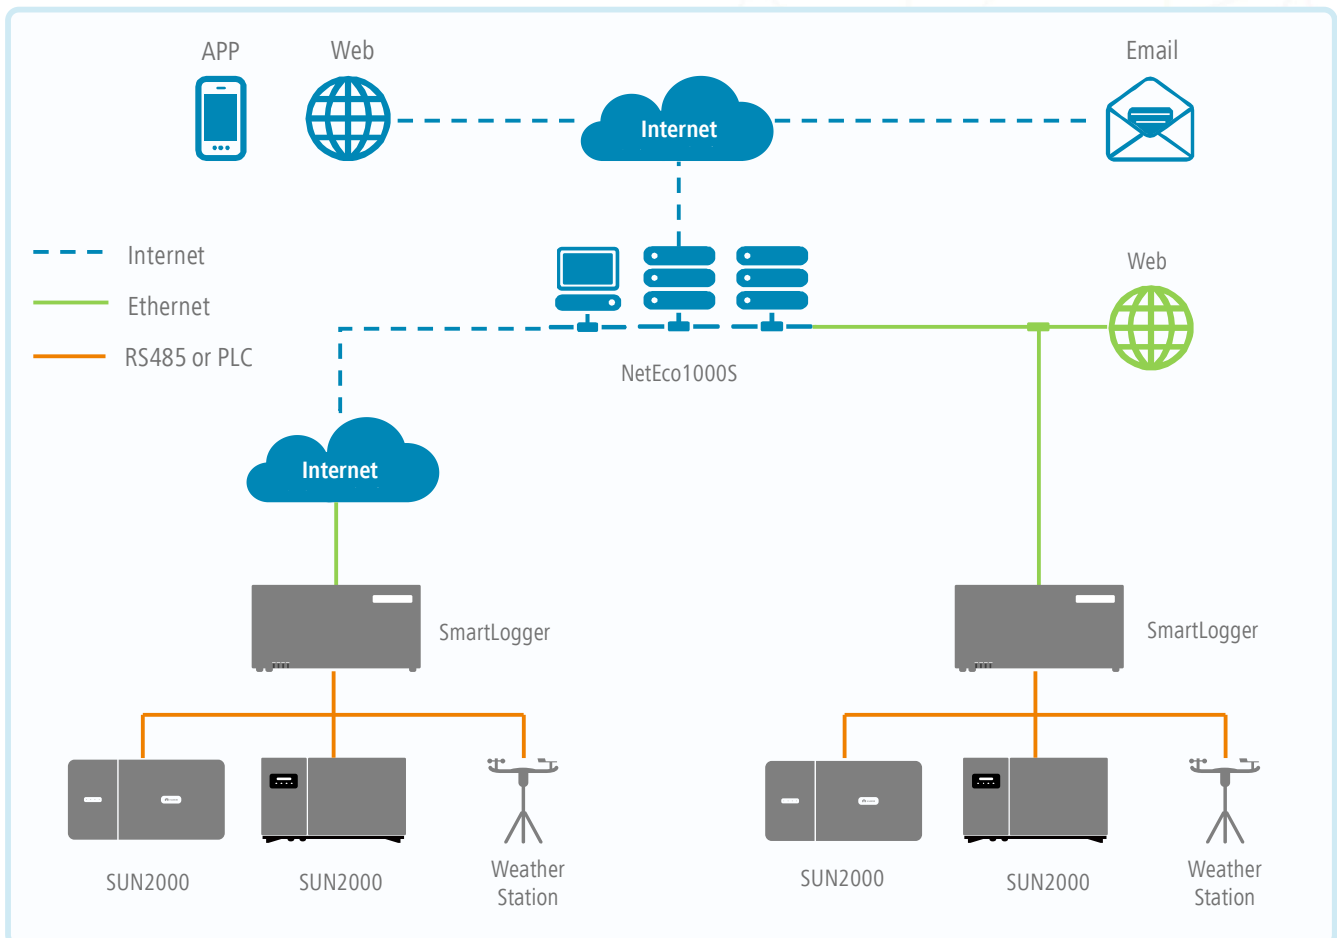 APP
Web
Email
Internet
Internet
Ethernet
RS485 or PLC
Web
NetEco1000S
Internet
SmartLogger
SmartLogger
SUN2000
SUN2000
Weather
Station
SUN2000
SUN2000
Weather
Station